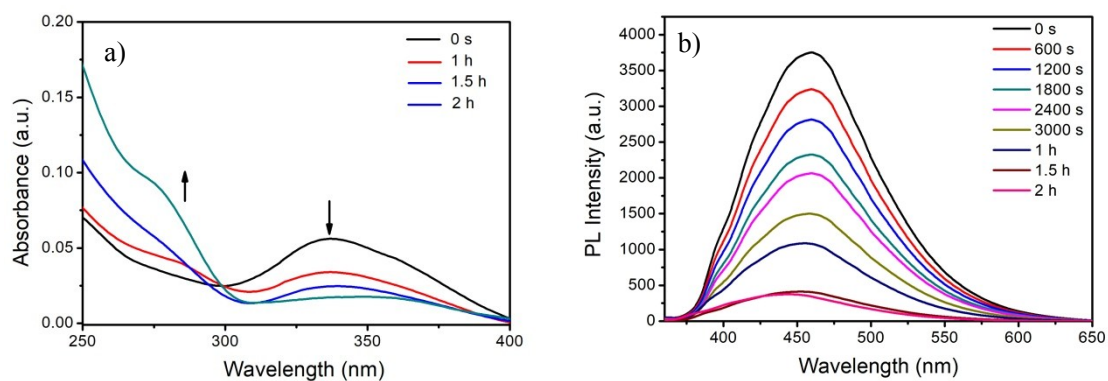 a)
0 s
1 h
1.5 h
2 h
0.20
0.15
0.10
0.05
0.00
Absorbance (a.u.)
250
300
350
400
Wavelength (nm)
b)
0 s
600 s
1200 s
1800 s
2400 s
3000 s
1 h
1.5 h
2 h
4000
3500
3000
2500
2000
1500
1000
500
0
PL Intensity (a.u.)
400
450
500
550
600
650
Wavelength (nm)